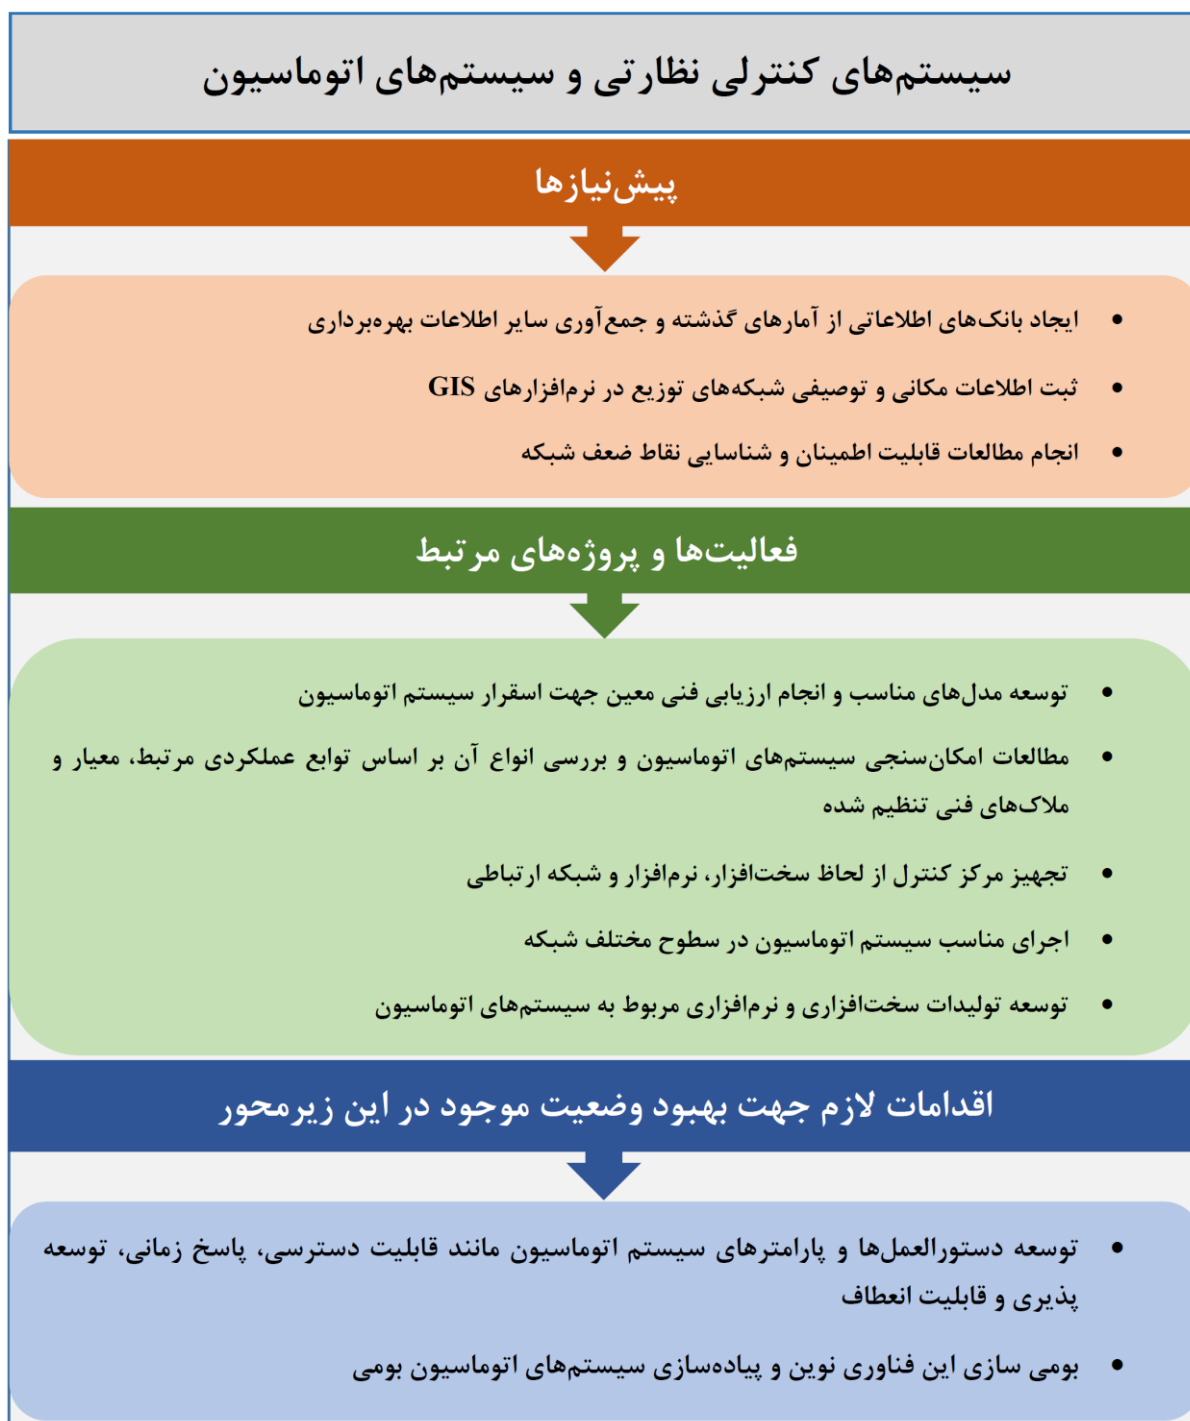 سیستم‌های کنترلی نظارتی و سیستم‌های اتوماسیون
پیش‌نیازها
• ایجاد بانک‌های اطلاعاتی از آمارهای گذشته و جمع‌آوری سایر اطلاعات بهره‌برداری
• ثبت اطلاعات مکانی و توصیفی شبکه‌های توزیع در نرم‌افزارهای GIS
• انجام مطالعات قابلیت اطمینان و شناسایی نقاط ضعف شبکه
فعالیت‌ها و پروژه‌های مرتبط
• توسعه مدل‌های مناسب و انجام ارزیابی فنی معین جهت اسقرار سیستم اتوماسیون
• مطالعات امکان‌سنجی سیستم‌های اتوماسیون و بررسی انواع آن بر اساس توابع عملکردی مرتبط، معیار و
ملاک‌های فنی تنظیم شده
• تجهیز مرکز کنترل از لحاظ سخت‌افزار، نرم‌افزار و شبکه ارتباطی
• اجرای مناسب سیستم اتوماسیون در سطوح مختلف شبکه
• توسعه تولیدات سخت‌افزاری و نرم‌افزاری مربوط به سیستم‌های اتوماسیون
اقدامات لازم جهت بهبود وضعیت موجود در این زیرمحور
• توسعه دستورالعمل‌ها و پارامترهای سیستم اتوماسیون مانند قابلیت دسترسی، پاسخ زمانی، توسعه
پذیری و قابلیت انعطاف
• بومی سازی این فناوری نوین و پیاده‌سازی سیستم‌های اتوماسیون بومی